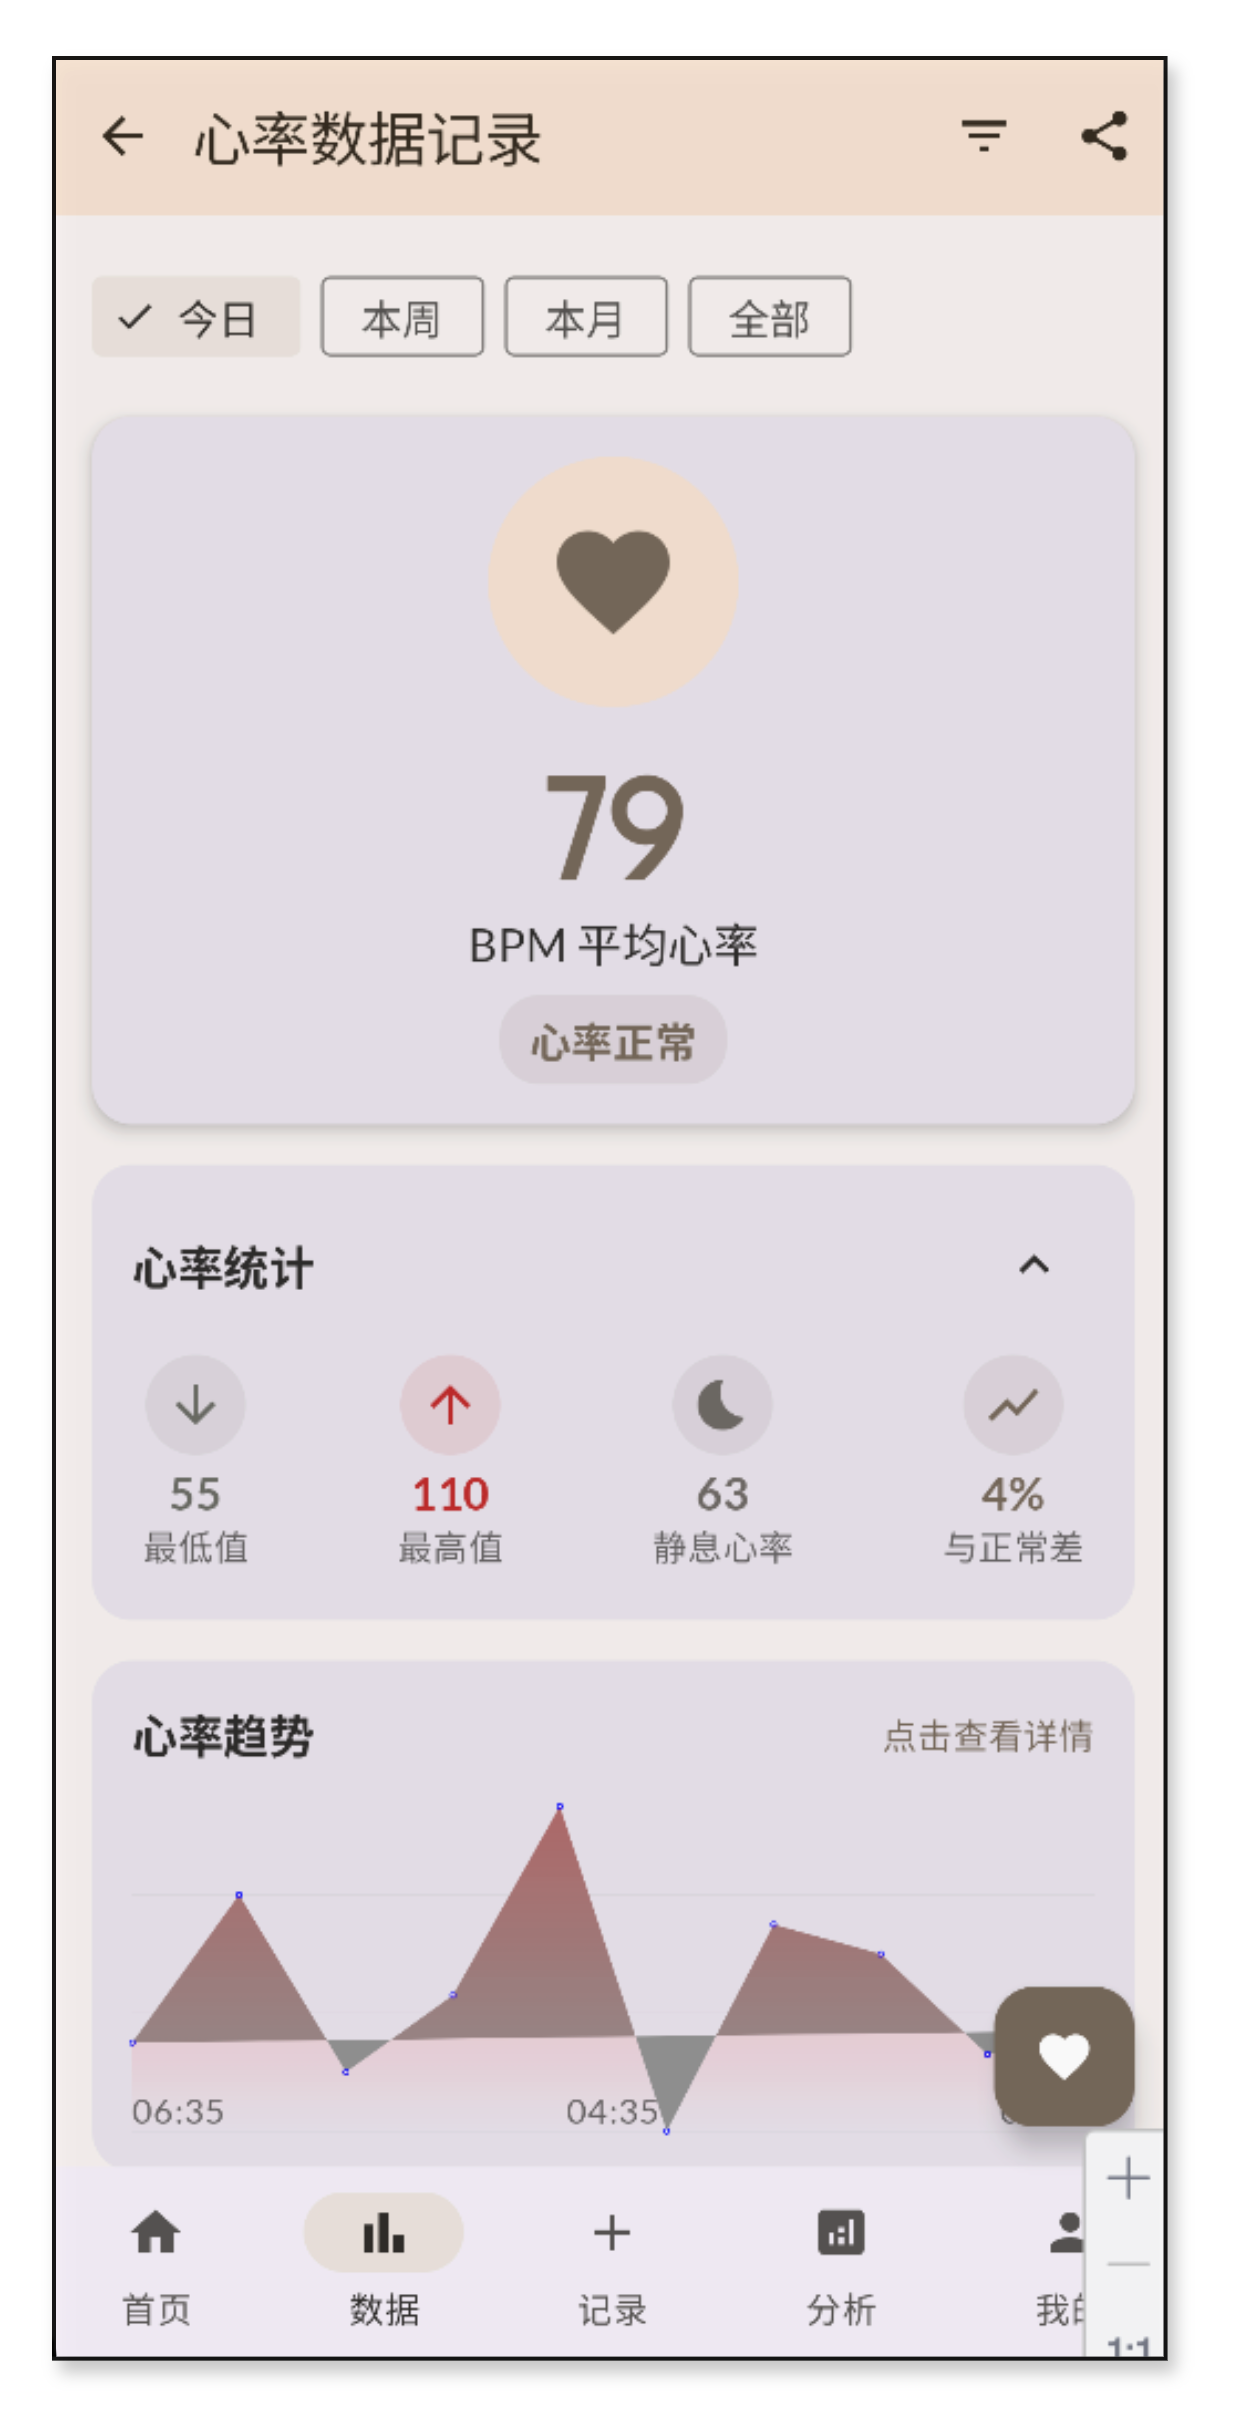 心率数据记录
今日 本周 本月 全部
79
BPM 平均心率
心率正常
心率统计
55 110 63 4%
最低值 最高值 静息心率 与正常差
心率趋势 点击查看详情
06:35 04:35
首页 数据 记录 分析 我
1:1